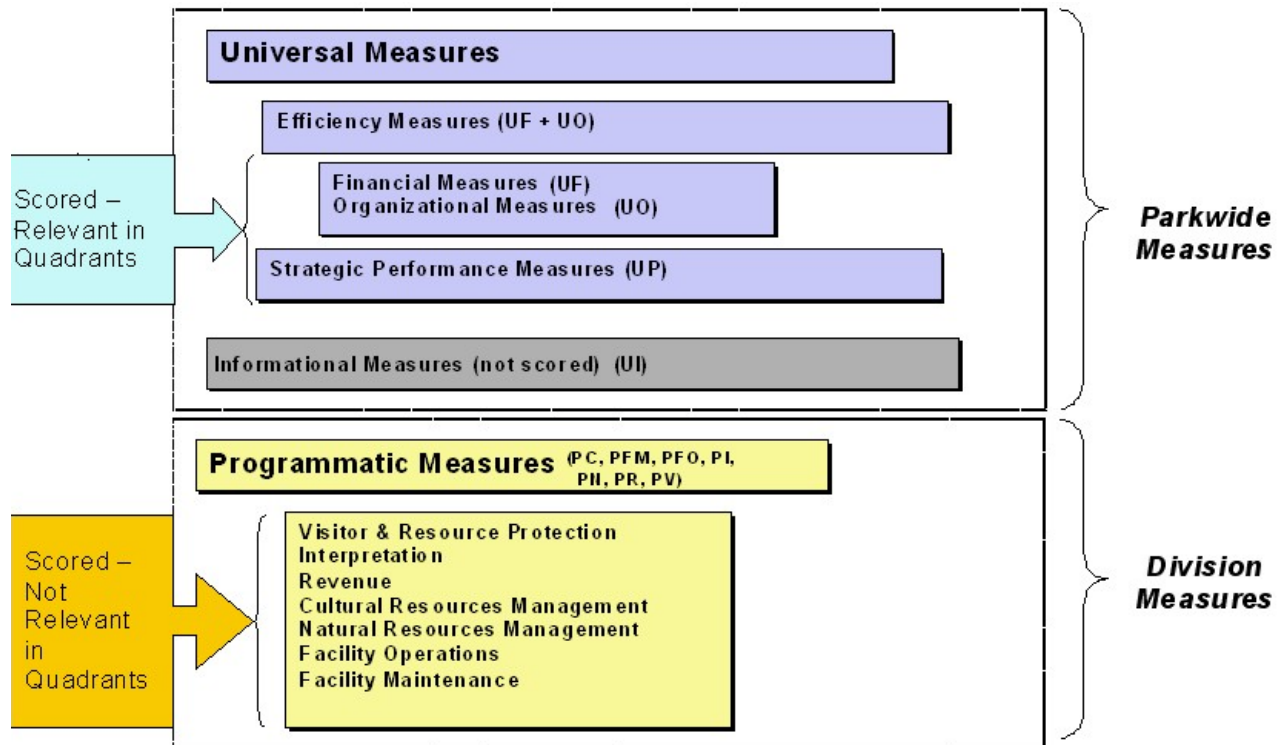 Universal Measures
Efficiency Measures (UF + UO)
Scored –
Relevant in
Quadrants
Financial Measures (UF)
Organizational Measures (UO)
Strategic Performance Measures (UP)
Informational Measures (not scored) (UI)
Parkwide
Measures
Programmatic Measures (PC, PFM, PFO, PI,
PN, PR, PV)
Scored –
Not
Relevant
in
Quadrants
Visitor & Resource Protection
Interpretation
Revenue
Cultural Resources Management
Natural Resources Management
Facility Operations
Facility Maintenance
Division
Measures